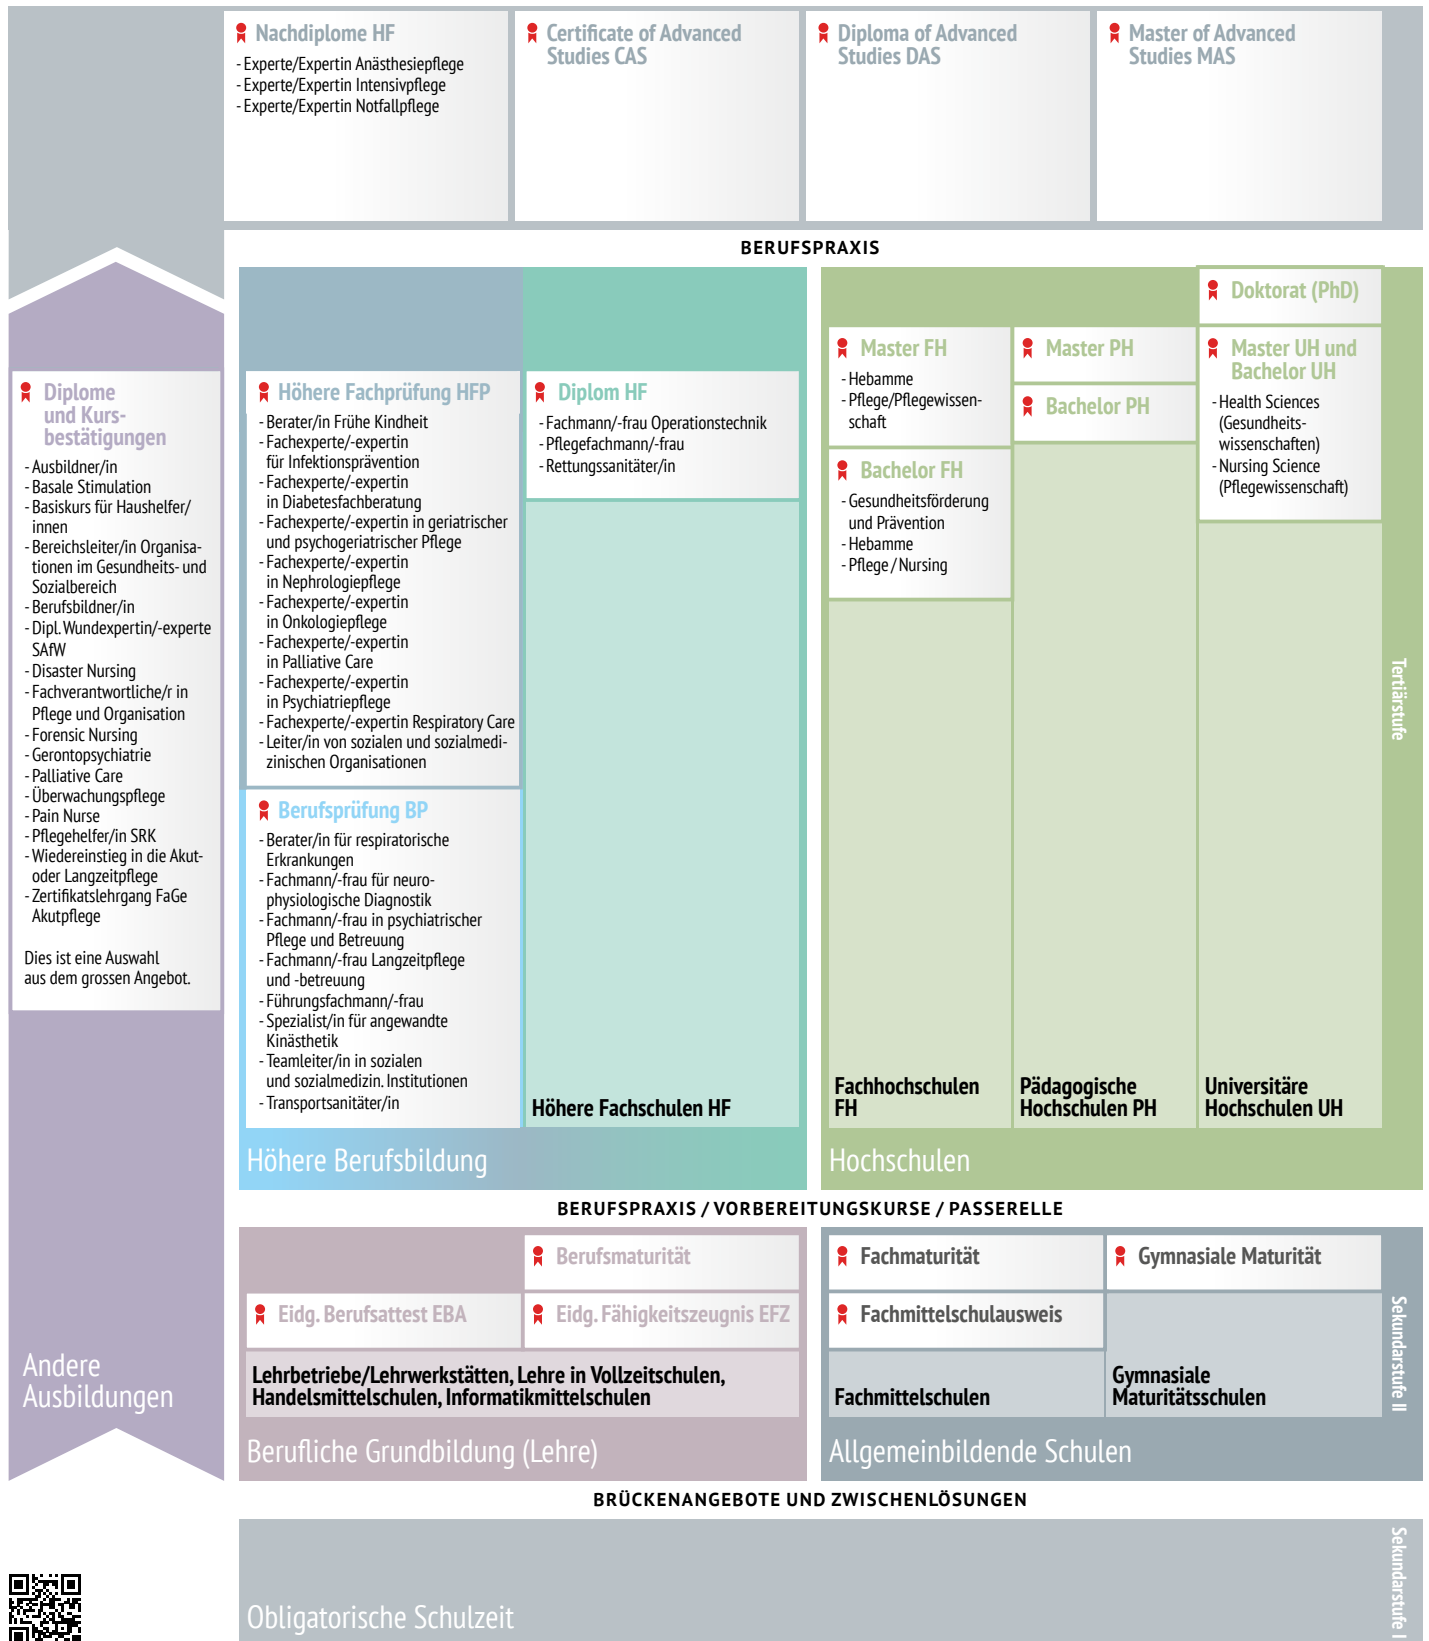 Nachdiplome HF
- Experte/Expertin Anästhesiepflege
- Experte/Expertin Intensivpflege
- Experte/Expertin Notfallpflege
Certificate of Advanced
Studies CAS
Diploma of Advanced
Studies DAS
Master of Advanced
Studies MAS
BERUFSPRAXIS
Diplome
und Kurs-
bestätigungen
- Ausbildner/in
- Basale Stimulation
- Basiskurs für Haushelfer/
innen
- Bereichsleiter/in Organisa-
tionen im Gesundheits- und
Sozialbereich
- Berufsbildner/in
- Dipl. Wundexpertin/-experte
SAfW
- Disaster Nursing
- Fachverantwortliche/r in
Pflege und Organisation
- Forensic Nursing
- Gerontopsychiatrie
- Palliative Care
- Überwachungspflege
- Pain Nurse
- Pflegehelfer/in SRK
- Wiedereinstieg in die Akut-
oder Langzeitpflege
- Zertifikatslehrgang FaGe
Akutpflege
Dies ist eine Auswahl
aus dem grossen Angebot.
Andere
Ausbildungen
Höhere Fachprüfung HFP
- Berater/in Frühe Kindheit
- Fachexperte/-expertin
für Infektionsprävention
- Fachexperte/-expertin
in Diabetesfachberatung
- Fachexperte/-expertin in geriatrischer
und psychogeriatrischer Pflege
- Fachexperte/-expertin
in Nephrologiepflege
- Fachexperte/-expertin
in Onkologiepflege
- Fachexperte/-expertin
in Palliative Care
- Fachexperte/-expertin
in Psychiatriepflege
- Fachexperte/-expertin Respiratory Care
- Leiter/in von sozialen und sozialmedi-
zinischen Organisationen
Berufsprüfung BP
- Berater/in für respiratorische
Erkrankungen
- Fachmann/-frau für neuro-
physiologische Diagnostik
- Fachmann/-frau in psychiatrischer
Pflege und Betreuung
- Fachmann/-frau Langzeitpflege
und -betreuung
- Führungsfachmann/-frau
- Spezialist/in für angewandte
Kinästhetik
- Teamleiter/in in sozialen
und sozialmedizin. Institutionen
- Transportsanitäter/in
Diplom HF
- Fachmann/-frau Operationstechnik
- Pflegefachmann/-frau
- Rettungssanitäter/in
Höhere Fachschulen HF
Höhere Berufsbildung
Master FH
- Hebamme
- Pflege/Pflegewissen-
schaft
Bachelor FH
- Gesundheitsförderung
und Prävention
- Hebamme
- Pflege / Nursing
Fachhochschulen
FH
Master PH
Bachelor PH
Pädagogische
Hochschulen PH
Doktorat (PhD)
Master UH und
Bachelor UH
- Health Sciences
(Gesundheits-
wissenschaften)
- Nursing Science
(Pflegewissenschaft)
Universitäre
Hochschulen UH
Hochschulen
Tertiärstufe
BERUFSPRAXIS / VORBEREITUNGSKURSE / PASSERELLE
Berufsmaturität
Eidg. Berufsattest EBA
Eidg. Fähigkeitszeugnis EFZ
Lehrbetriebe/Lehrwerkstätten, Lehre in Vollzeitschulen,
Handelsmittelschulen, Informatikmittelschulen
Berufliche Grundbildung (Lehre)
Fachmaturität
Fachmittelschulausweis
Fachmittelschulen
Gymnasiale Maturität
Gymnasiale
Maturitätsschulen
Allgemeinbildende Schulen
Sekundarstufe II
BRÜCKENANGEBOTE UND ZWISCHENLÖSUNGEN
Obligatorische Schulzeit
Sekundarstufe I